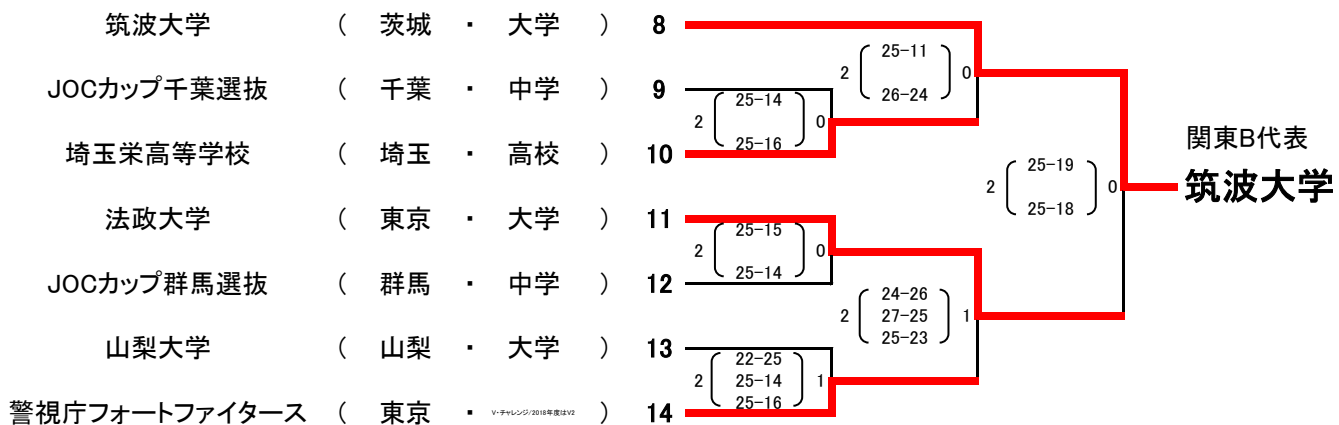 筑波大学 ( 茨城 ・ 大学 ) 8
JOCカップ千葉選抜 ( 千葉 ・ 中学 ) 9
埼玉栄高等学校 ( 埼玉 ・ 高校 ) 10
法政大学 ( 東京 ・ 大学 ) 11
JOCカップ群馬選抜 ( 群馬 ・ 中学 ) 12
山梨大学 ( 山梨 ・ 大学 ) 13
警視庁フォートファイタース ( 東京 ・ V・チャレンジ/2018年度はV2 ) 14
25-14
2 0
25-16
25-15
2 0
25-14
22-25
2 25-14 1
25-16
25-11
2 0
26-24
24-26
2 27-25 1
25-23
25-19
2 0
25-18
関東B代表
筑波大学